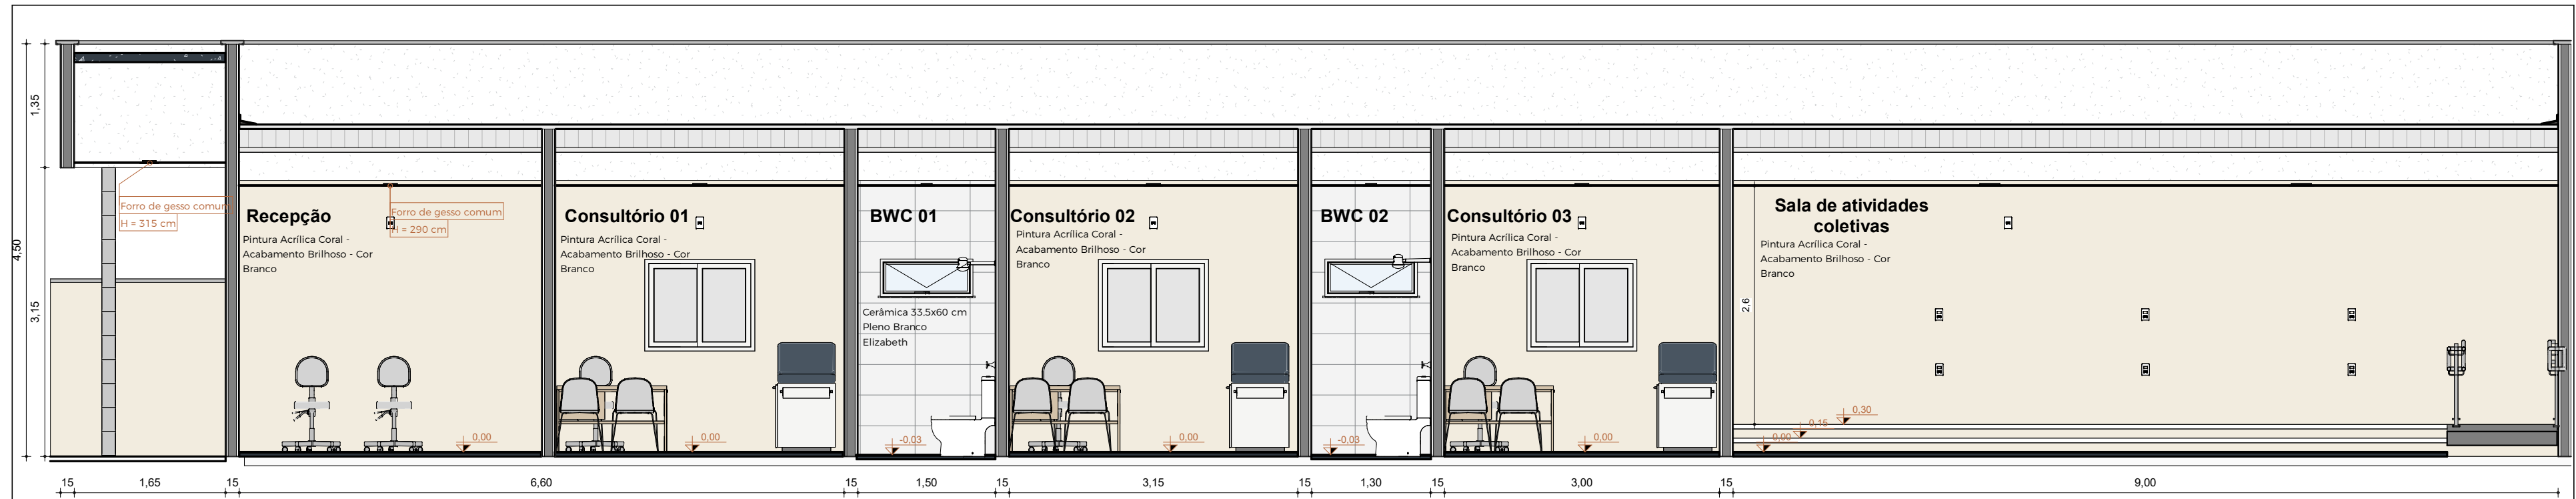 1,35
4,50
3,15
Forro de gesso comum
H = 315 cm
Recepção
Pintura Acrílica Coral -
Acabamento Brilhoso - Cor
Branco
Forro de gesso comum
H = 290 cm
0,00
Consultório 01
Pintura Acrílica Coral -
Acabamento Brilhoso - Cor
Branco
0,00
BWC 01
Cerâmica 33,5x60 cm
Pleno Branco
Elizabeth
-0,03
Consultório 02
Pintura Acrílica Coral -
Acabamento Brilhoso - Cor
Branco
0,00
BWC 02
-0,03
Consultório 03
Pintura Acrílica Coral -
Acabamento Brilhoso - Cor
Branco
0,00
Sala de atividades
coletivas
Pintura Acrílica Coral -
Acabamento Brilhoso - Cor
Branco
2,6
0,30
0,15
0,00
15 1,65 15 6,60 15 1,50 15 3,15 15 1,30 15 3,00 15 9,00